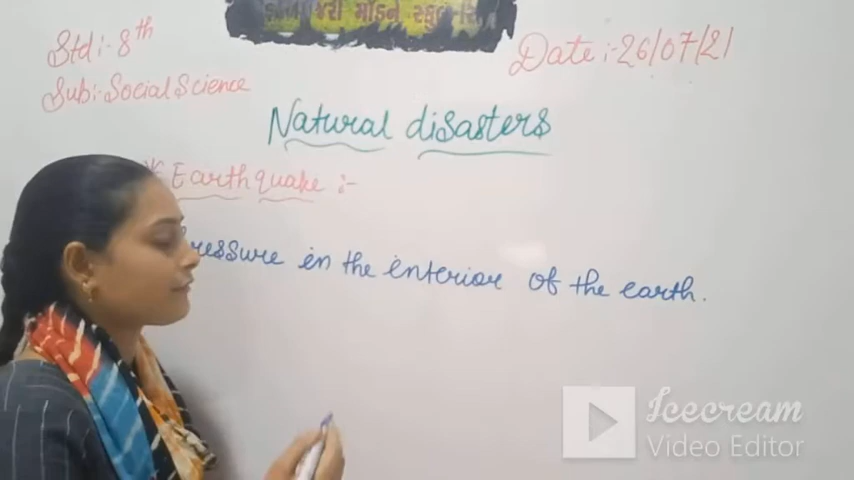 Std:- 8th
Sub:- Social Science
મોર્ડન સ્કૂલ
Date:- 26/07/21
Natural disasters
* Earthquake :-
ressure in the interior of the earth.
Icecream
Video Editor